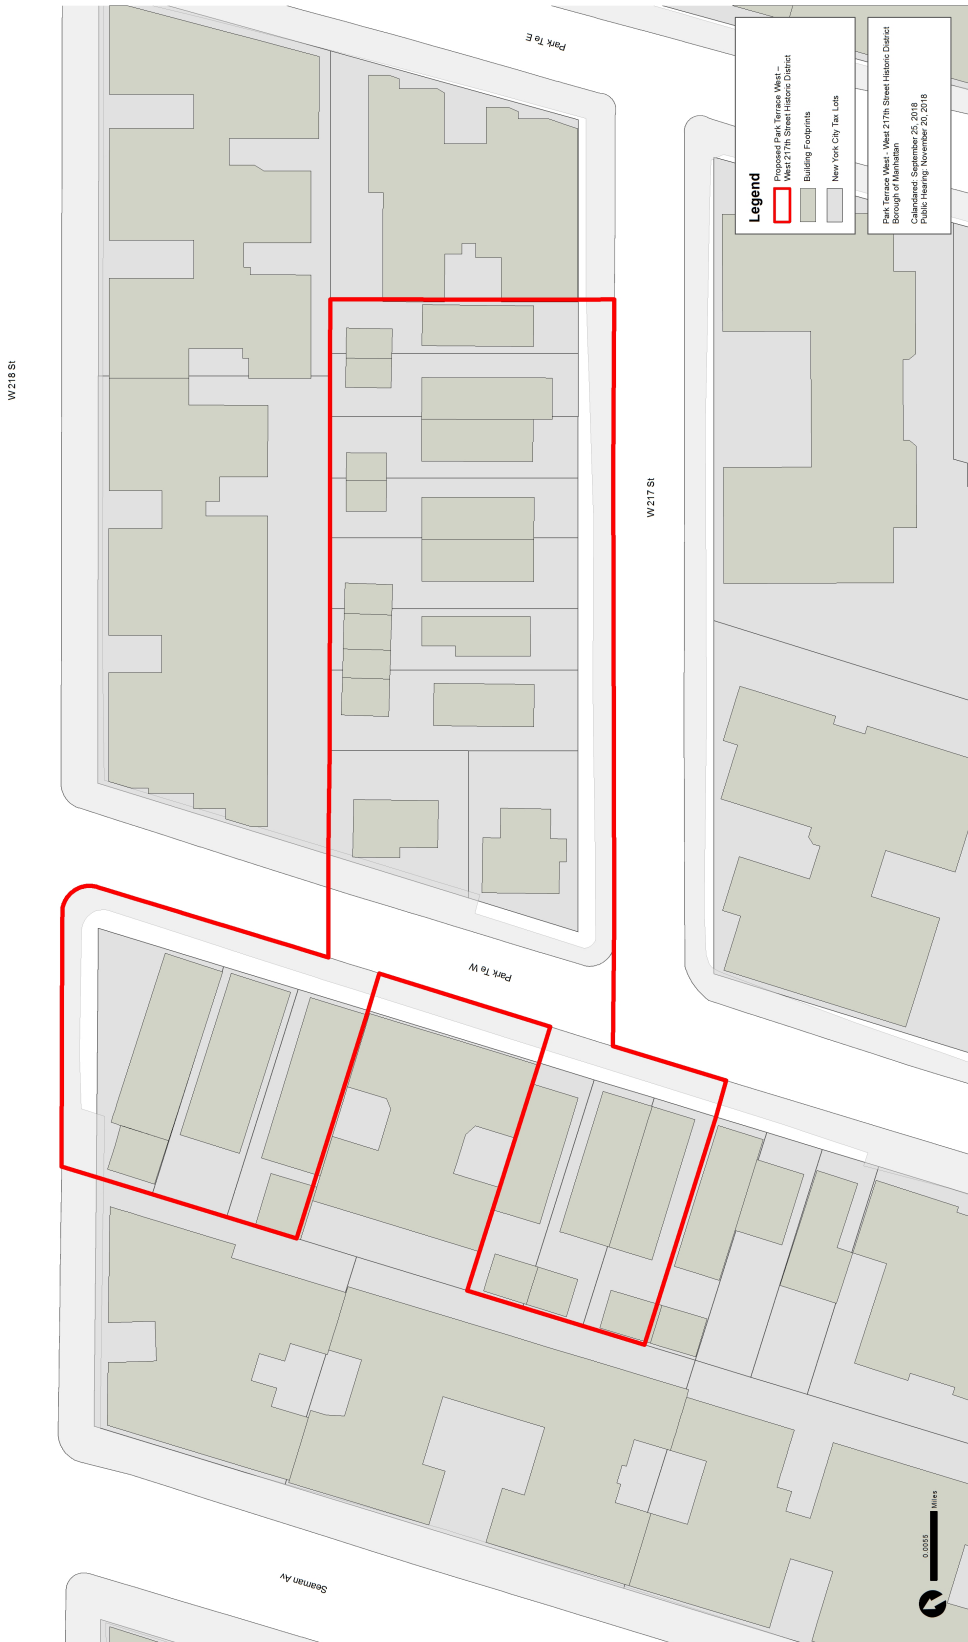 Park Te E
W 218 St
W 217 St
Park Te W
Seaman Av
Legend
Proposed Park Terrace West –
West 217th Street Historic District
Building Footprints
New York City Tax Lots
Park Terrace West - West 217th Street Historic District
Borough of Manhattan
Calandared: September 25, 2018
Public Hearing: November 20, 2018
0.0055
Miles